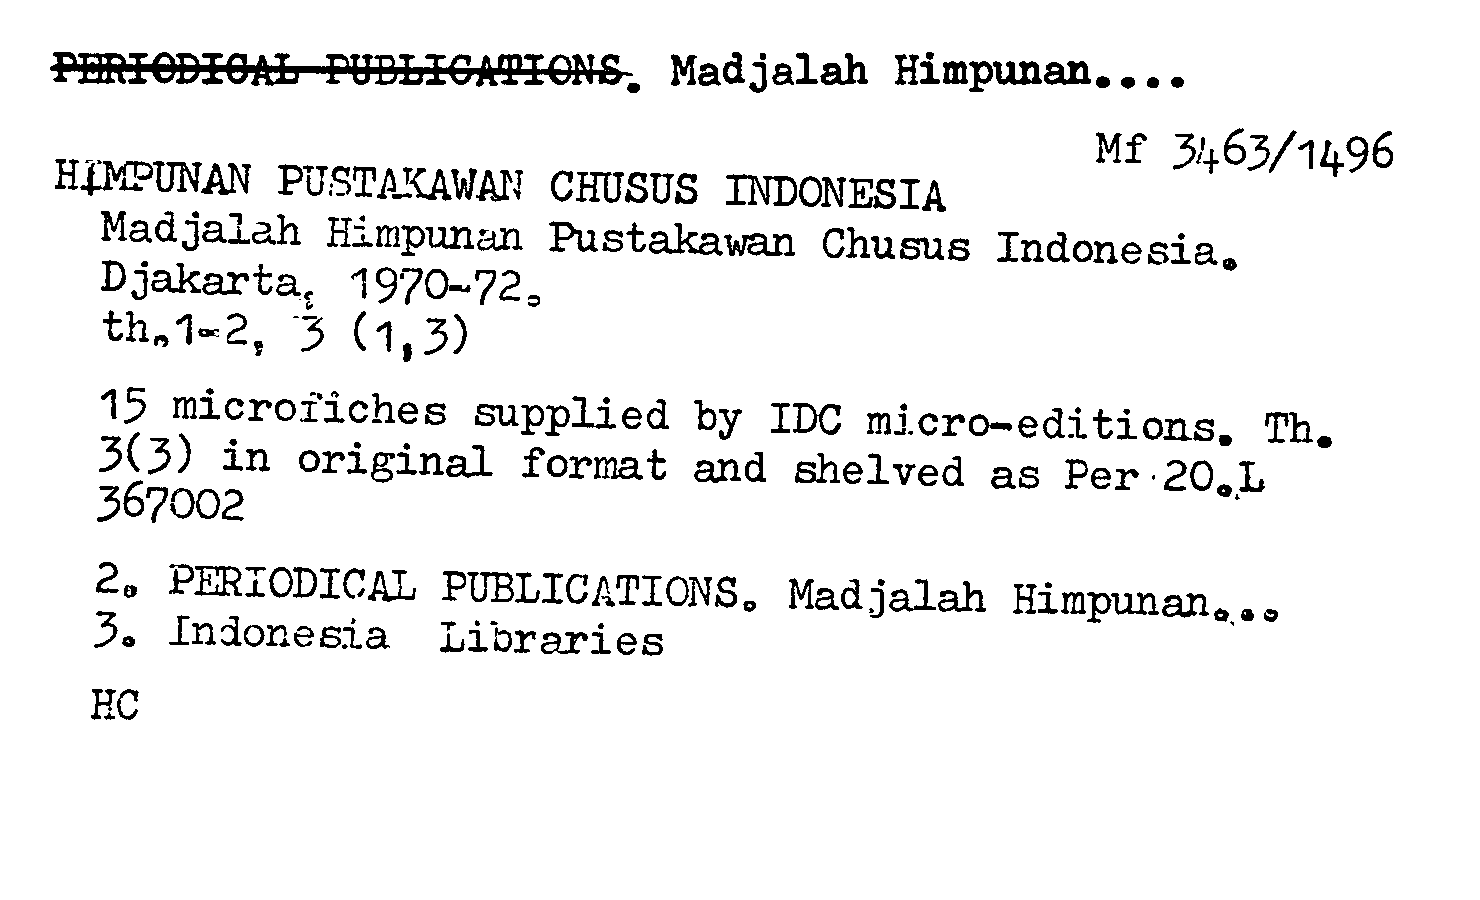 PERIODICAL PUBLICATIONS. Madjalah Himpunan....
Mf 3463/1496
HIMPUNAN PUSTAKAWAN CHUSUS INDONESIA
Madjalah Himpunan Pustakawan Chusus Indonesia.
Djakarta, 1970-72.
th.1-2, 3 (1,3)
15 microfiches supplied by IDC micro-editions. Th.
3(3) in original format and shelved as Per 20.L
367002
2. PERIODICAL PUBLICATIONS. Madjalah Himpunan...
3. Indonesia Libraries
HC